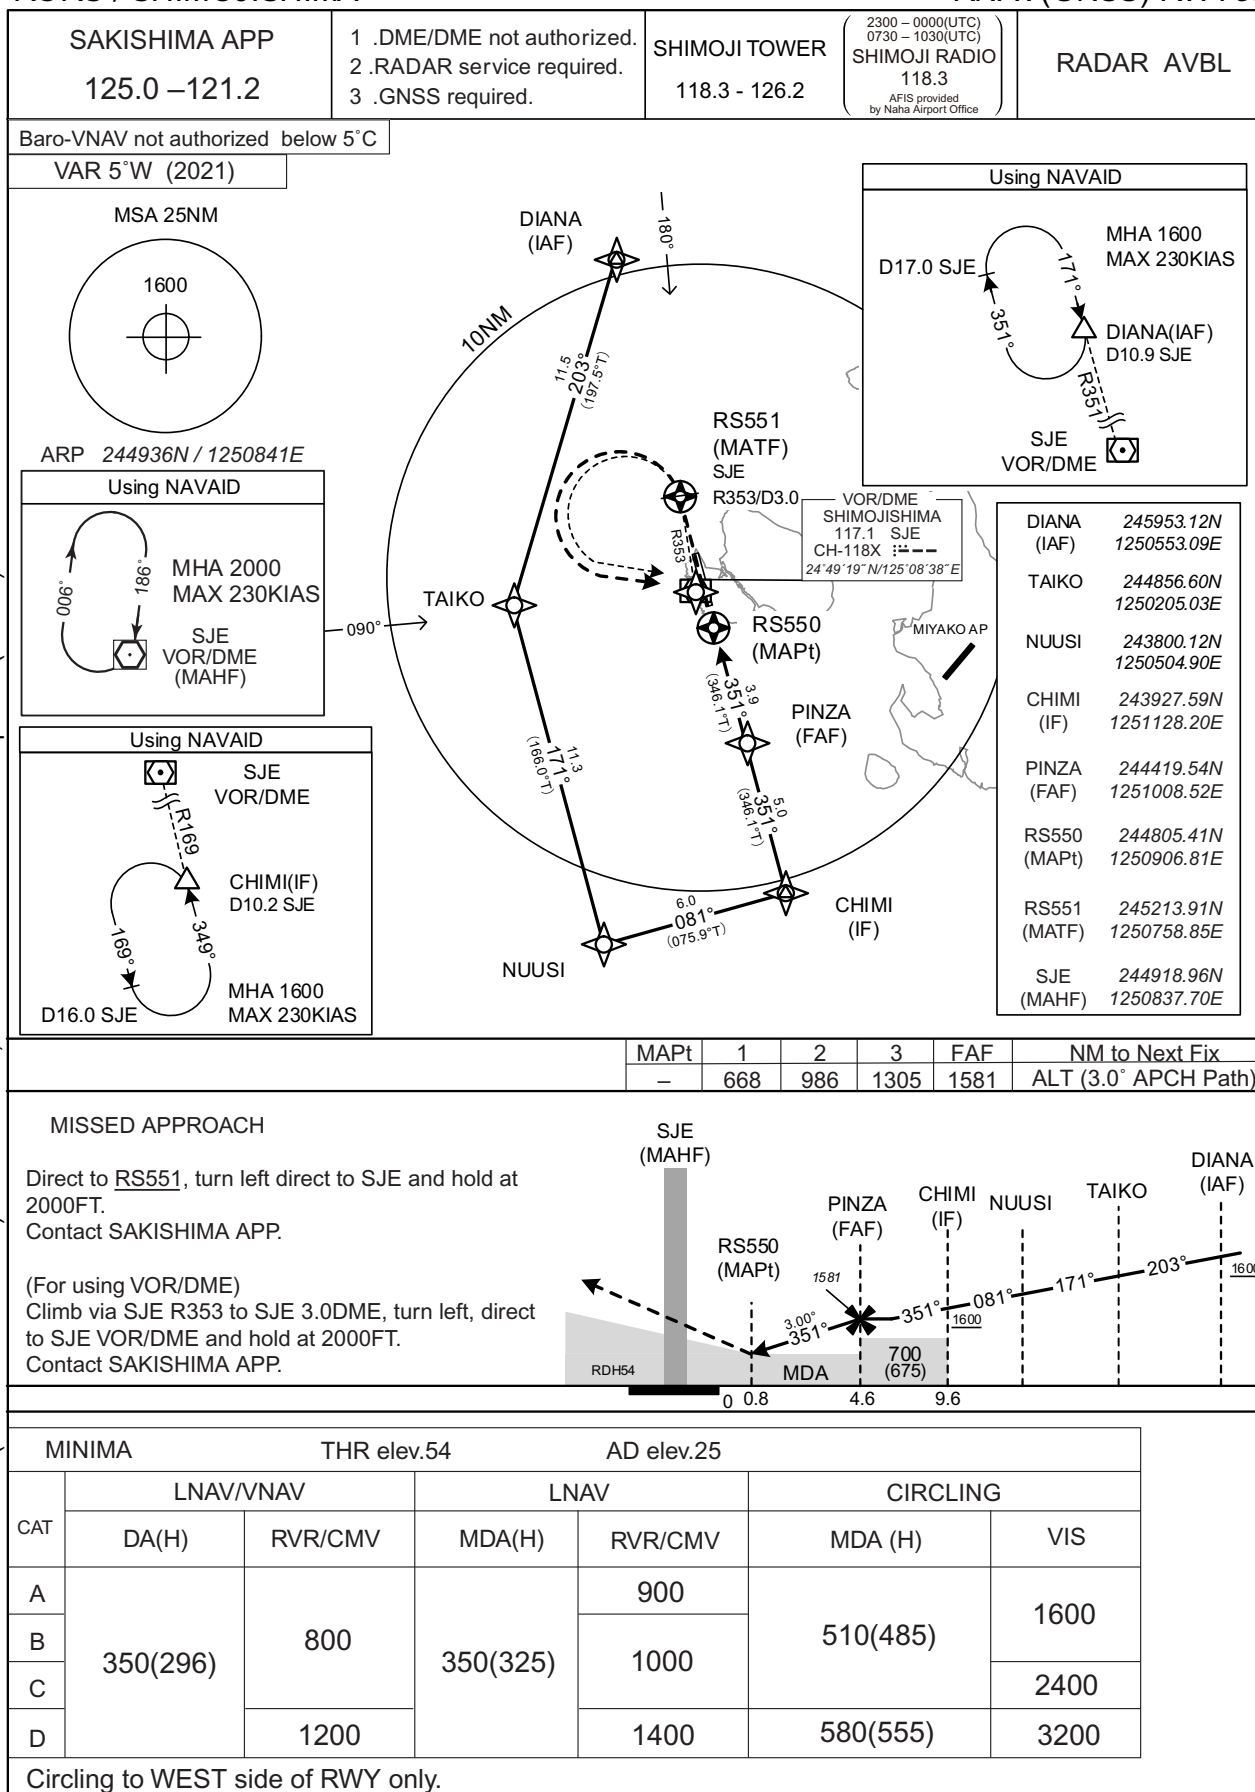 SAKISHIMA APP
125.0 –121.2
1 .DME/DME not authorized.
2 .RADAR service required.
3 .GNSS required.
SHIMOJI TOWER
118.3 - 126.2
2300 – 0000(UTC)
0730 – 1030(UTC)
SHIMOJI RADIO
118.3
AFIS provided
by Naha Airport Office
RADAR AVBL
Baro-VNAV not authorized below 5˚C
VAR 5˚W (2021)
MSA 25NM
1600
ARP 244936N / 1250841E
Using NAVAID
006°
186°
MHA 2000
MAX 230KIAS
SJE
VOR/DME
(MAHF)
Using NAVAID
SJE
VOR/DME
R169
CHIMI(IF)
D10.2 SJE
169°
349°
D16.0 SJE
MHA 1600
MAX 230KIAS
DIANA
(IAF)
180°
10NM
11.5
203°
(197.5°T)
RS551
(MATF)
SJE
R353/D3.0
R353
VOR/DME
SHIMOJISHIMA
117.1 SJE
CH-118X
24°49′19″N/125°08′38″E
TAIKO
090°
RS550
(MAPt)
MIYAKO AP
3.9
351°
(346.1°T)
PINZA
(FAF)
11.3
171°
(166.0°T)
5.0
351°
(346.1°T)
6.0
081°
(075.9°T)
CHIMI
(IF)
NUUSI
Using NAVAID
MHA 1600
MAX 230KIAS
D17.0 SJE
171°
351°
DIANA(IAF)
D10.9 SJE
R351
SJE
VOR/DME
DIANA 245953.12N
(IAF) 1250553.09E
TAIKO 244856.60N
1250205.03E
NUUSI 243800.12N
1250504.90E
CHIMI 243927.59N
(IF) 1251128.20E
PINZA 244419.54N
(FAF) 1251008.52E
RS550 244805.41N
(MAPt) 1250906.81E
RS551 245213.91N
(MATF) 1250758.85E
SJE 244918.96N
(MAHF) 1250837.70E
MAPt 1 2 3 FAF NM to Next Fix
– 668 986 1305 1581 ALT (3.0˚ APCH Path)
MISSED APPROACH
Direct to RS551, turn left direct to SJE and hold at
2000FT.
Contact SAKISHIMA APP.
(For using VOR/DME)
Climb via SJE R353 to SJE 3.0DME, turn left, direct
to SJE VOR/DME and hold at 2000FT.
Contact SAKISHIMA APP.
SJE
(MAHF)
RS550
(MAPt)
PINZA
(FAF)
CHIMI
(IF)
NUUSI
TAIKO
DIANA
(IAF)
1581
3.00°
351°
351°
1600
081°
171°
203°
RDH54
MDA
700
(675)
0 0.8 4.6 9.6
MINIMA THR elev.54 AD elev.25
CAT LNAV/VNAV LNAV CIRCLING
DA(H) RVR/CMV MDA(H) RVR/CMV MDA (H) VIS
A 900
B 350(296) 800 350(325) 1000 510(485) 1600
C 2400
D 1200 1400 580(555) 3200
Circling to WEST side of RWY only.